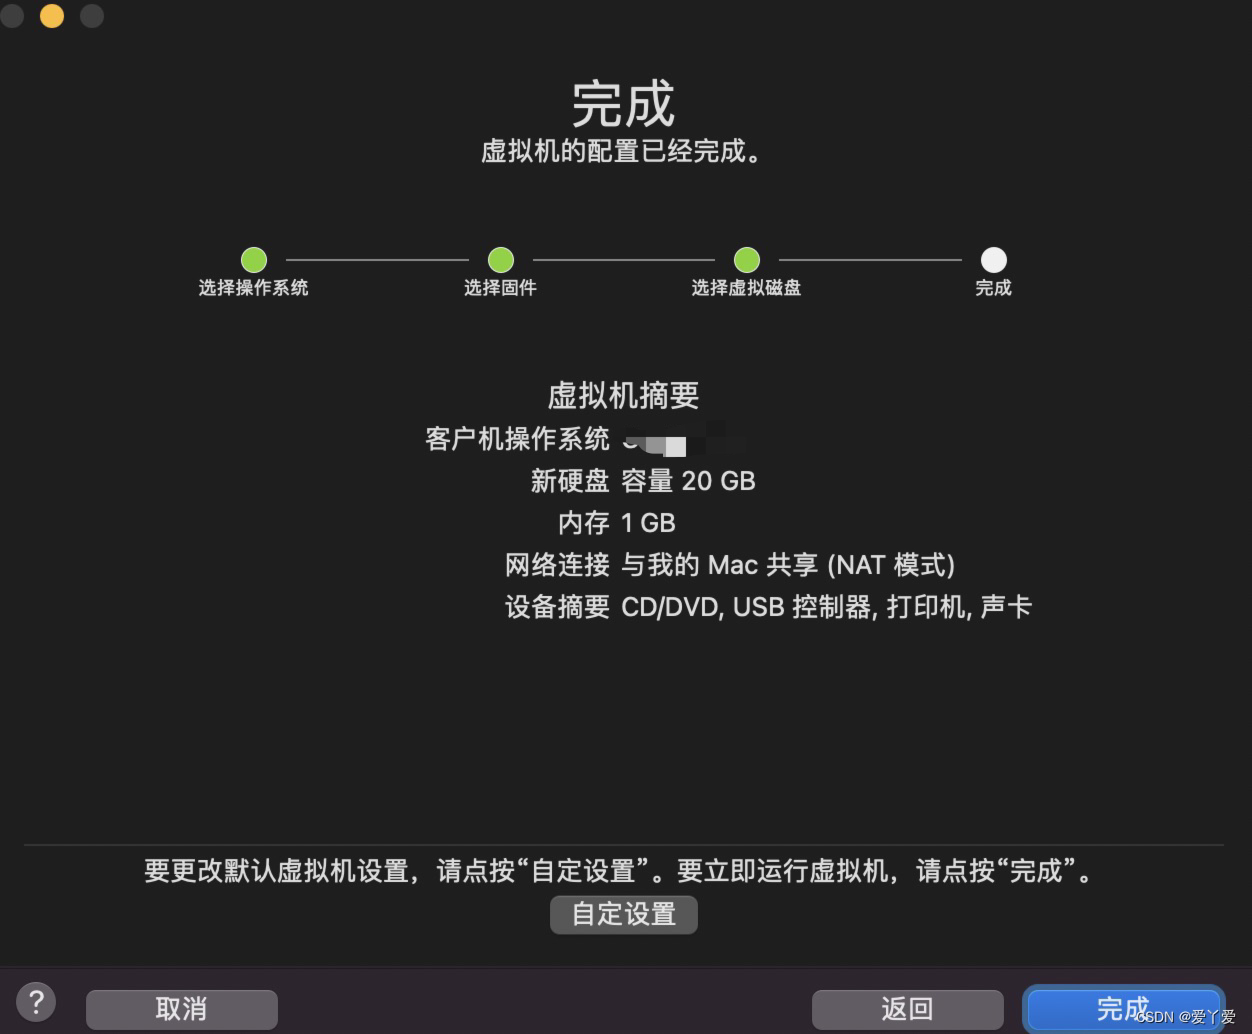 完成
虚拟机的配置已经完成。
选择操作系统 选择固件 选择虚拟磁盘 完成
虚拟机摘要
客户机操作系统
新硬盘 容量 20 GB
内存 1 GB
网络连接 与我的 Mac 共享 (NAT 模式)
设备摘要 CD/DVD, USB 控制器, 打印机, 声卡
要更改默认虚拟机设置，请点按“自定设置”。要立即运行虚拟机，请点按“完成”。
自定设置
? 取消 返回 完成
CSDN @爱丫爱